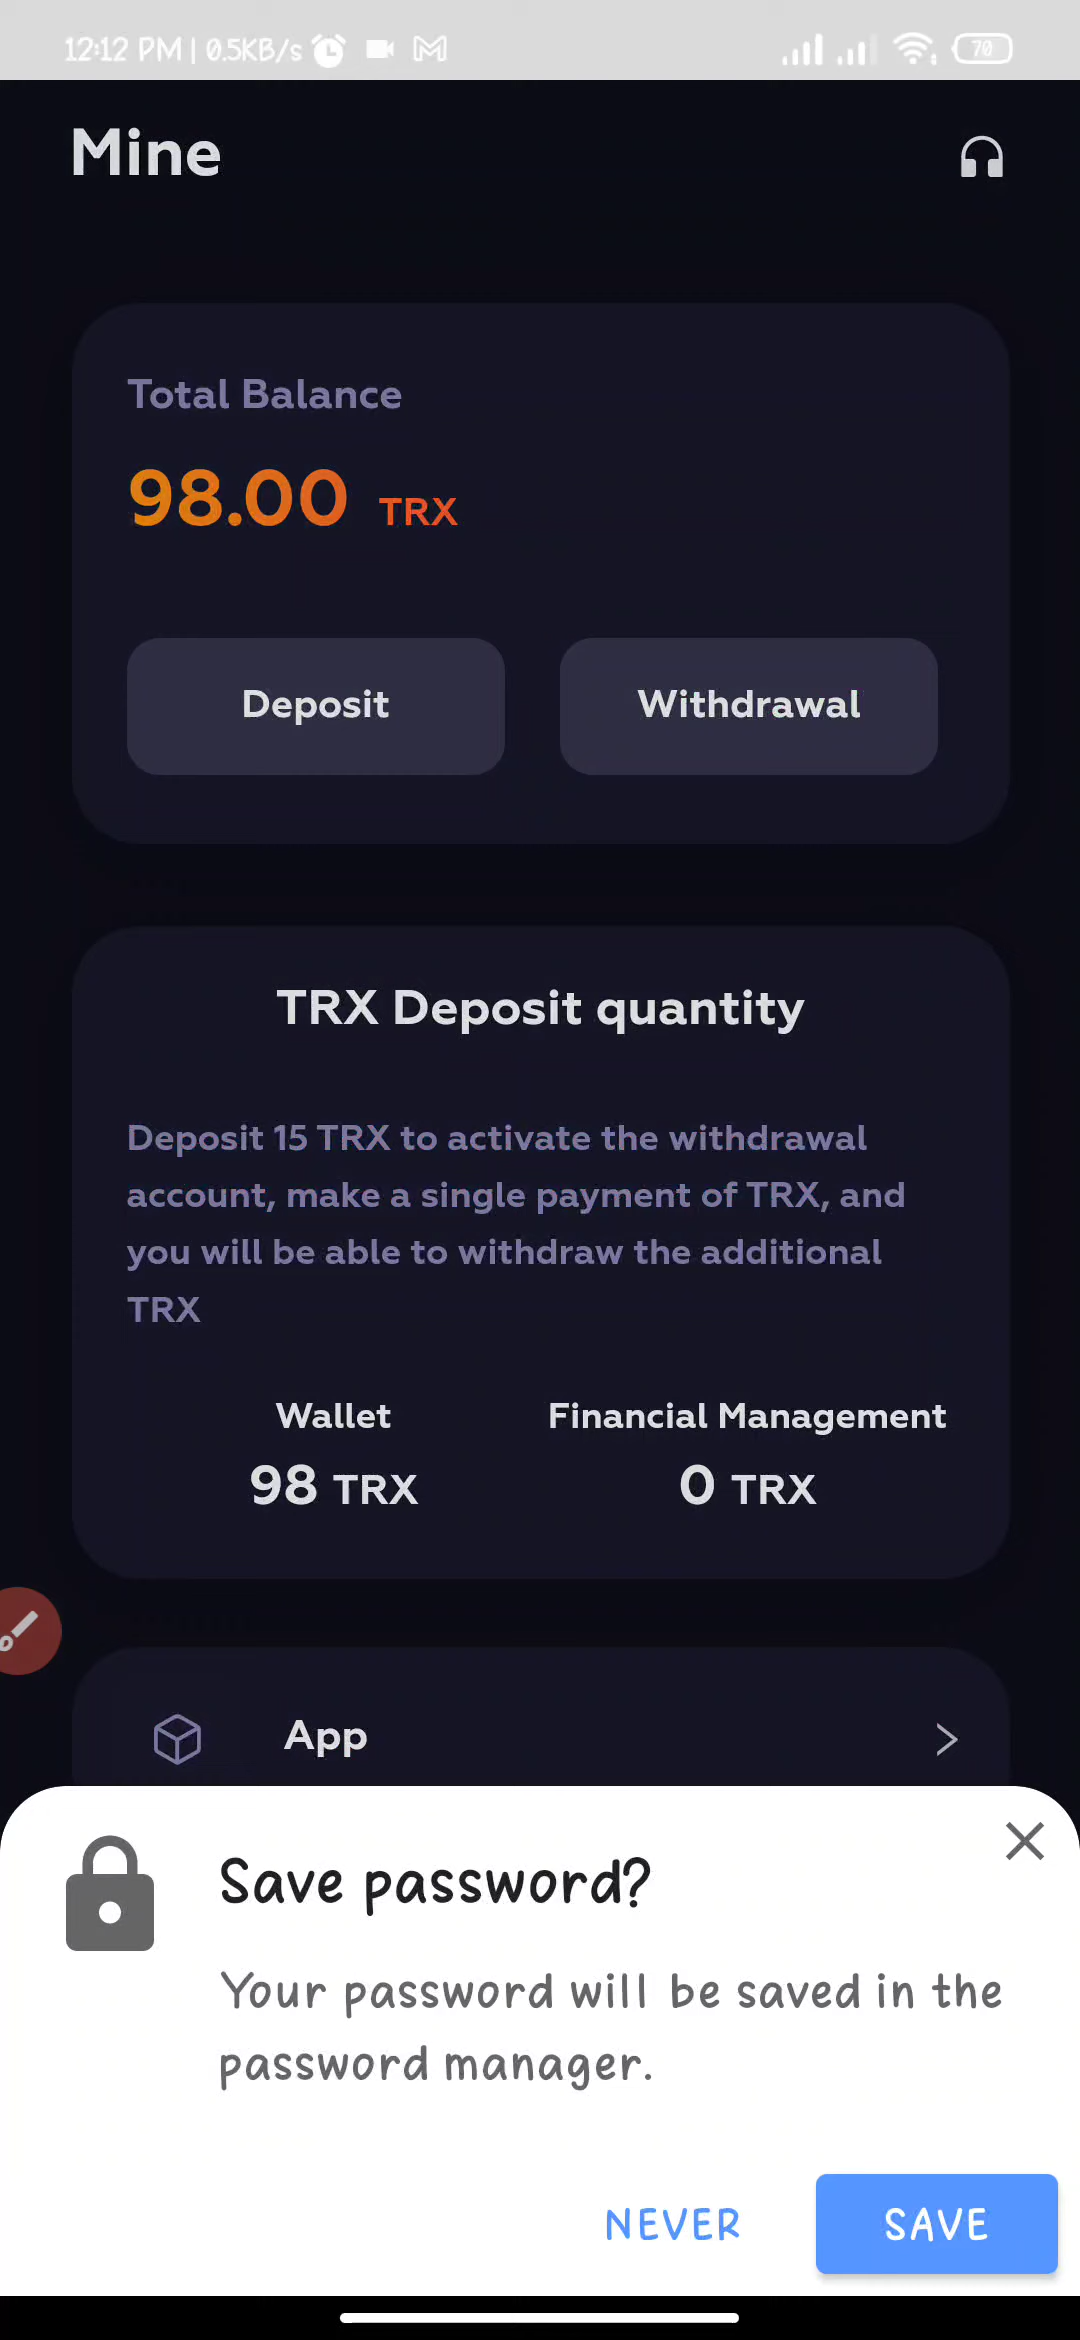 12:12 PM | 0.5KB/s
70
Mine
Total Balance
98.00 TRX
Deposit Withdrawal
TRX Deposit quantity
Deposit 15 TRX to activate the withdrawal
account, make a single payment of TRX, and
you will be able to withdraw the additional
TRX
Wallet Financial Management
98 TRX 0 TRX
App
Save password?
Your password will be saved in the
password manager.
NEVER SAVE